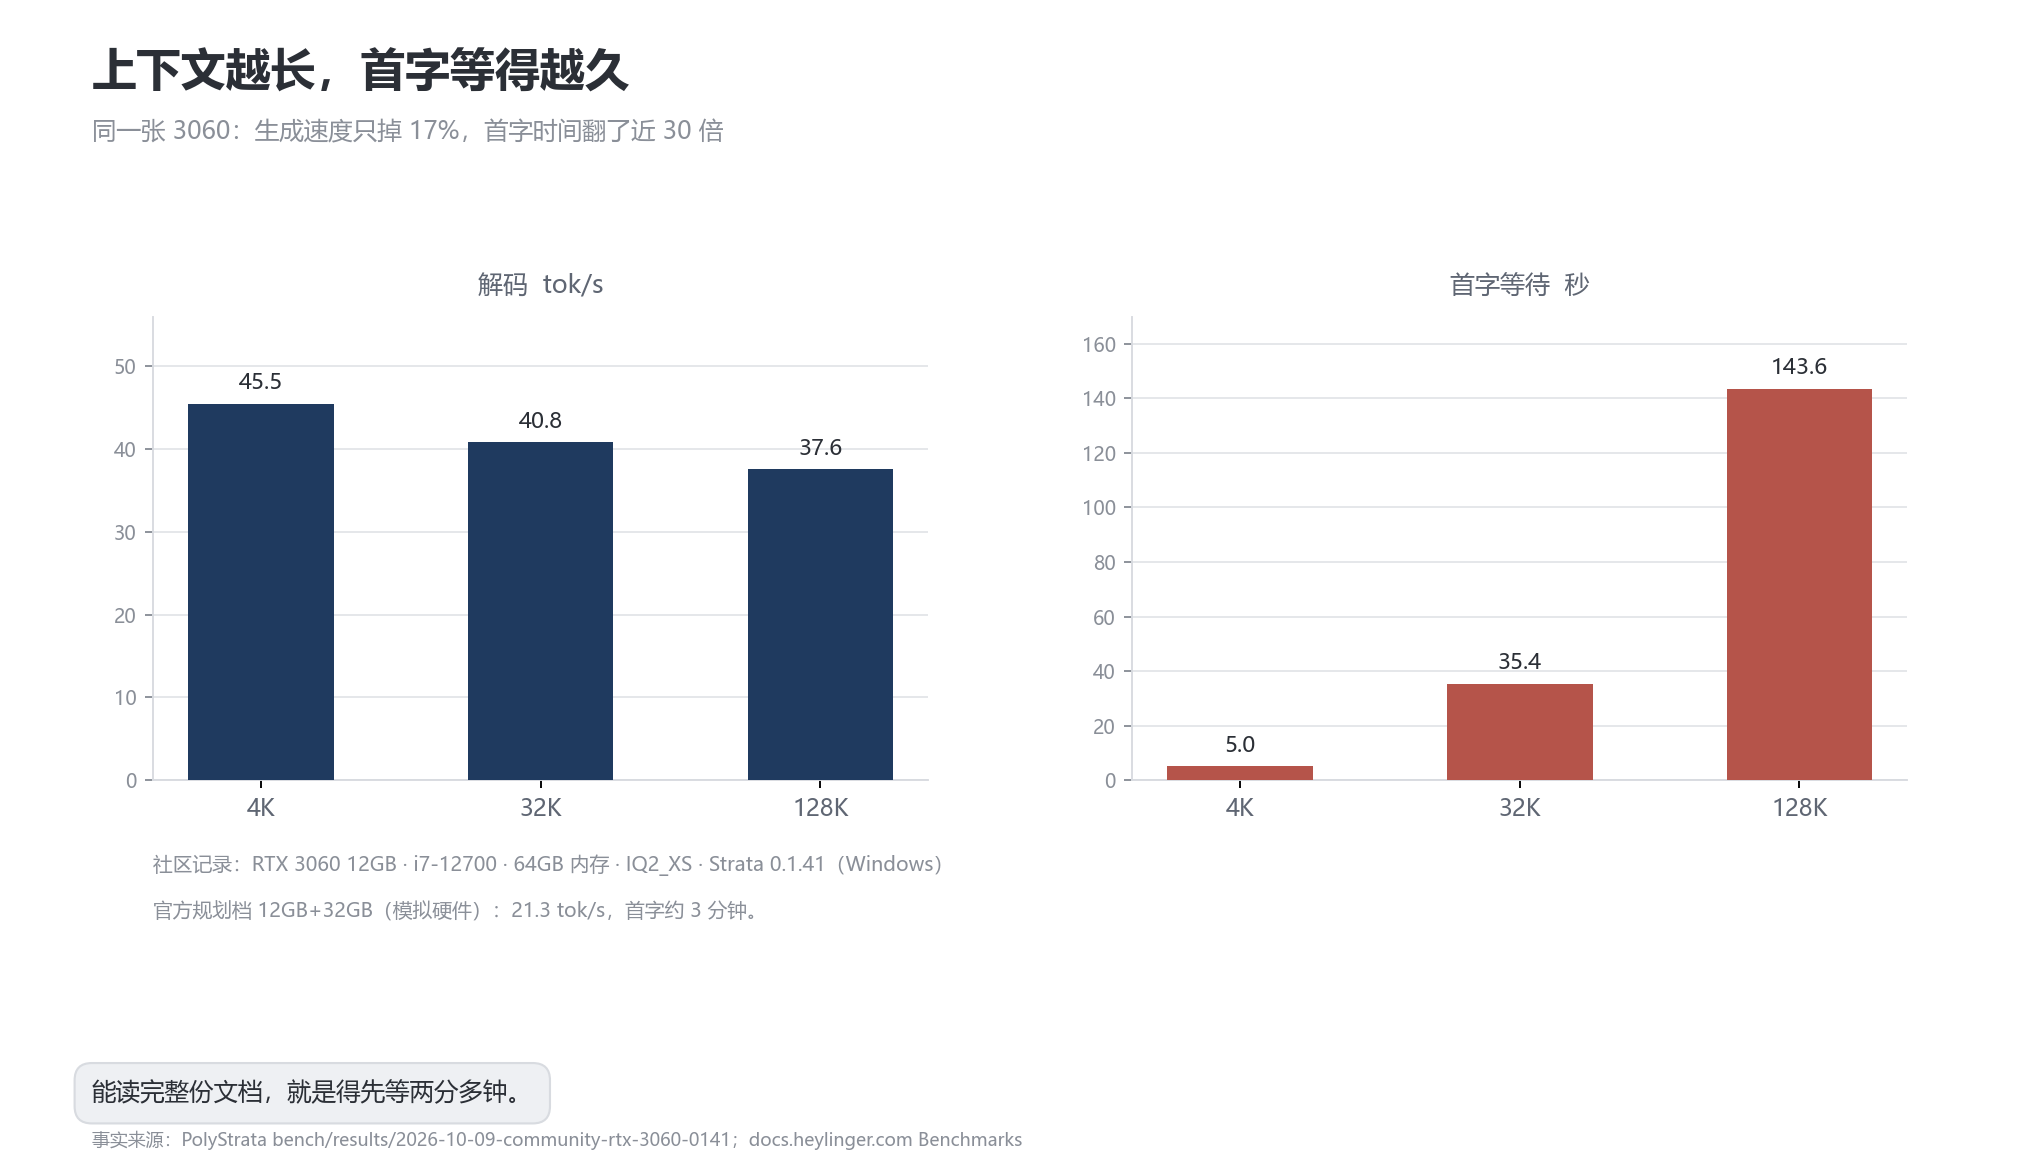 上下文越长，首字等得越久
同一张 3060：生成速度只掉 17%，首字时间翻了近 30 倍
解码 tok/s
50
40
30
20
10
0
45.5
40.8
37.6
4K
32K
128K
首字等待 秒
160
140
120
100
80
60
40
20
0
5.0
35.4
143.6
4K
32K
128K
社区记录：RTX 3060 12GB · i7-12700 · 64GB 内存 · IQ2_XS · Strata 0.1.41（Windows）
官方规划档 12GB+32GB（模拟硬件）：21.3 tok/s，首字约 3 分钟。
能读完整份文档，就是得先等两分多钟。
事实来源：PolyStrata bench/results/2026-10-09-community-rtx-3060-0141；docs.heylinger.com Benchmarks